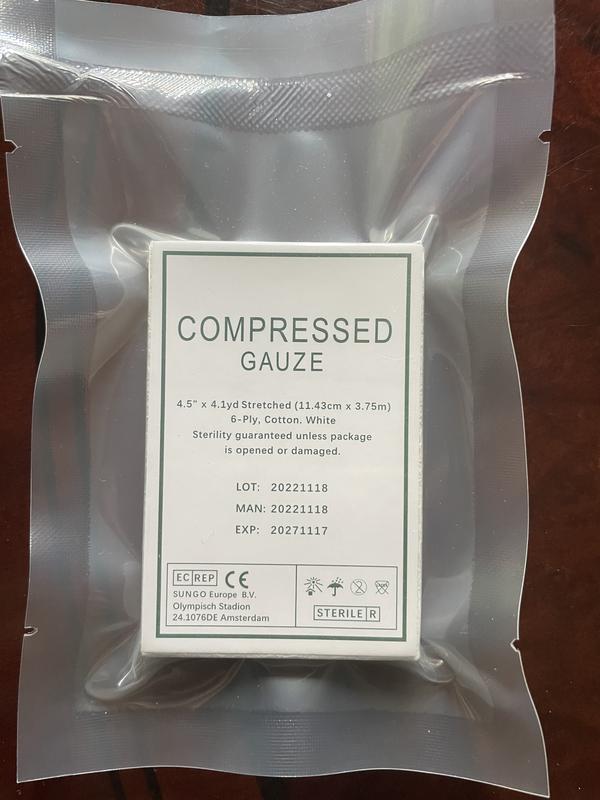 COMPRESSED
GAUZE
4.5" x 4.1yd Stretched (11.43cm x 3.75m)
6-Ply, Cotton. White
Sterility guaranteed unless package
is opened or damaged.
LOT: 20221118
MAN: 20221118
EXP: 20271117
EC REP CE
SUNGO Europe B.V.
Olympisch Stadion
24.1076DE Amsterdam
STERILE R